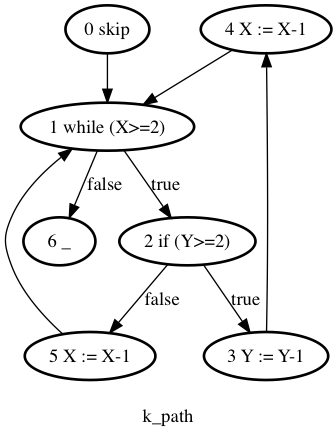 0 skip
4 X := X-1
1 while (X>=2)
false
true
6 _
2 if (Y>=2)
false
true
5 X := X-1
3 Y := Y-1
k_path